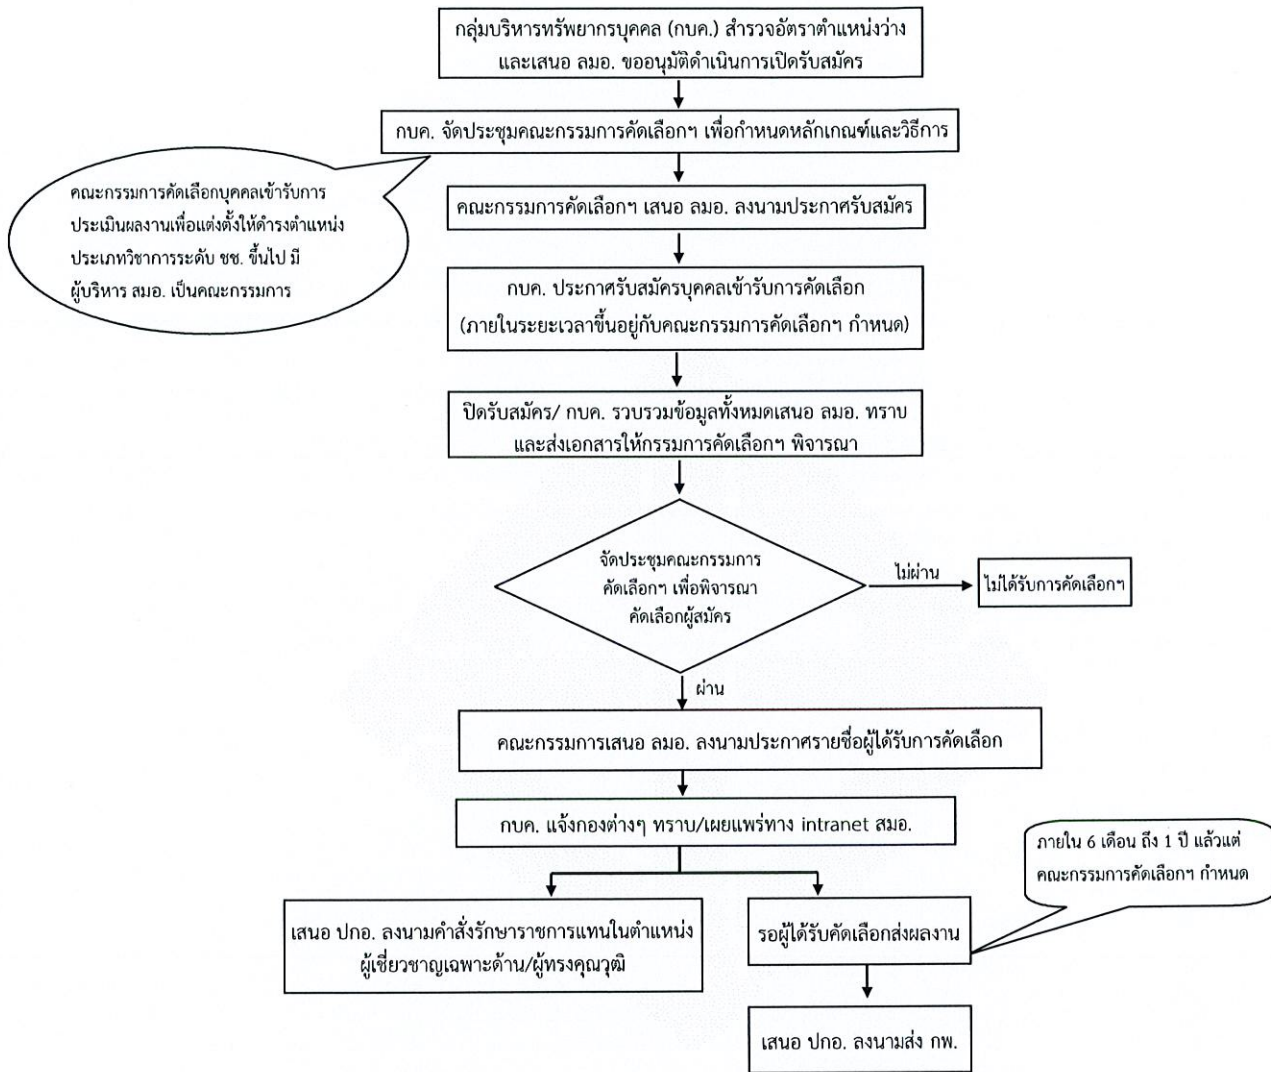 กลุ่มบริหารทรัพยากรบุคคล (กบค.) สำรวจอัตราตำแหน่งว่าง
และเสนอ ลมอ. ขออนุมัติดำเนินการเปิดรับสมัคร
กบค. จัดประชุมคณะกรรมการคัดเลือกฯ เพื่อกำหนดหลักเกณฑ์และวิธีการ
คณะกรรมการคัดเลือกบุคคลเข้ารับการ
ประเมินผลงานเพื่อแต่งตั้งให้ดำรงตำแหน่ง
ประเภทวิชาการระดับ ชช. ขึ้นไป มี
ผู้บริหาร สมอ. เป็นคณะกรรมการ
คณะกรรมการคัดเลือกฯ เสนอ ลมอ. ลงนามประกาศรับสมัคร
กบค. ประกาศรับสมัครบุคคลเข้ารับการคัดเลือก
(ภายในระยะเวลาขึ้นอยู่กับคณะกรรมการคัดเลือกฯ กำหนด)
ปิดรับสมัคร/ กบค. รวบรวมข้อมูลทั้งหมดเสนอ ลมอ. ทราบ
และส่งเอกสารให้กรรมการคัดเลือกฯ พิจารณา
จัดประชุมคณะกรรมการ
คัดเลือกฯ เพื่อพิจารณา
คัดเลือกผู้สมัคร
ไม่ผ่าน
ไม่ได้รับการคัดเลือกฯ
ผ่าน
คณะกรรมการเสนอ ลมอ. ลงนามประกาศรายชื่อผู้ได้รับการคัดเลือก
กบค. แจ้งกองต่างๆ ทราบ/เผยแพร่ทาง intranet สมอ.
ภายใน 6 เดือน ถึง 1 ปี แล้วแต่
คณะกรรมการคัดเลือกฯ กำหนด
เสนอ ปกอ. ลงนามคำสั่งรักษาราชการแทนในตำแหน่ง
ผู้เชี่ยวชาญเฉพาะด้าน/ผู้ทรงคุณวุฒิ
รอผู้ได้รับคัดเลือกส่งผลงาน
เสนอ ปกอ. ลงนามส่ง กพ.